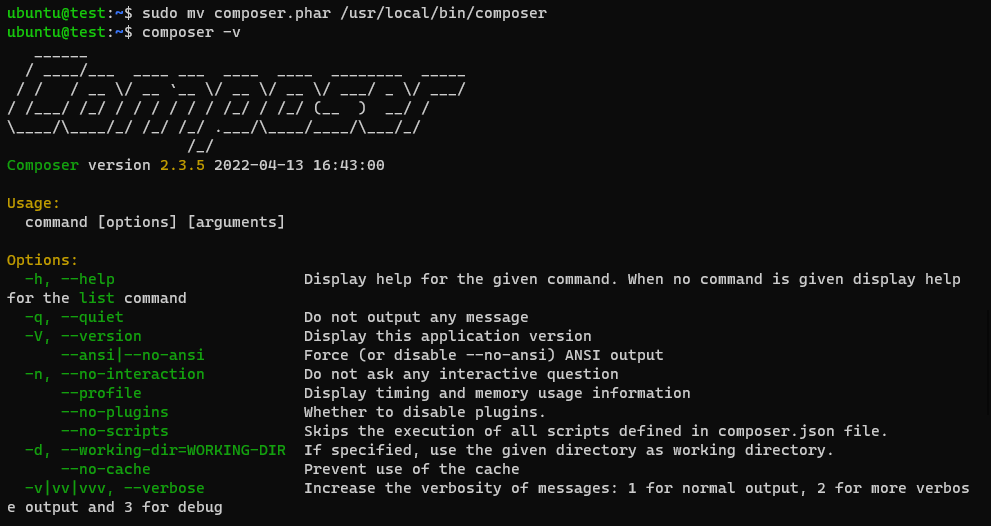 ubuntu@test:~$ sudo mv composer.phar /usr/local/bin/composer
ubuntu@test:~$ composer -v
   ______
  / ____/___  ____ ___  ____  ____  ________  _____
 / /   / __ \/ __ `__ \/ __ \/ __ \/ ___/ _ \/ ___/
/ /___/ /_/ / / / / / / /_/ / /_/ (__  )  __/ /
\____/\____/_/ /_/ /_/ .___/\____/____/\___/_/
                    /_/
Composer version 2.3.5 2022-04-13 16:43:00

Usage:
  command [options] [arguments]

Options:
  -h, --help                     Display help for the given command. When no command is given display help
for the list command
  -q, --quiet                    Do not output any message
  -V, --version                  Display this application version
      --ansi|--no-ansi           Force (or disable --no-ansi) ANSI output
  -n, --no-interaction           Do not ask any interactive question
      --profile                  Display timing and memory usage information
      --no-plugins               Whether to disable plugins.
      --no-scripts               Skips the execution of all scripts defined in composer.json file.
  -d, --working-dir=WORKING-DIR  If specified, use the given directory as working directory.
      --no-cache                 Prevent use of the cache
  -v|vv|vvv, --verbose           Increase the verbosity of messages: 1 for normal output, 2 for more verbos
e output and 3 for debug